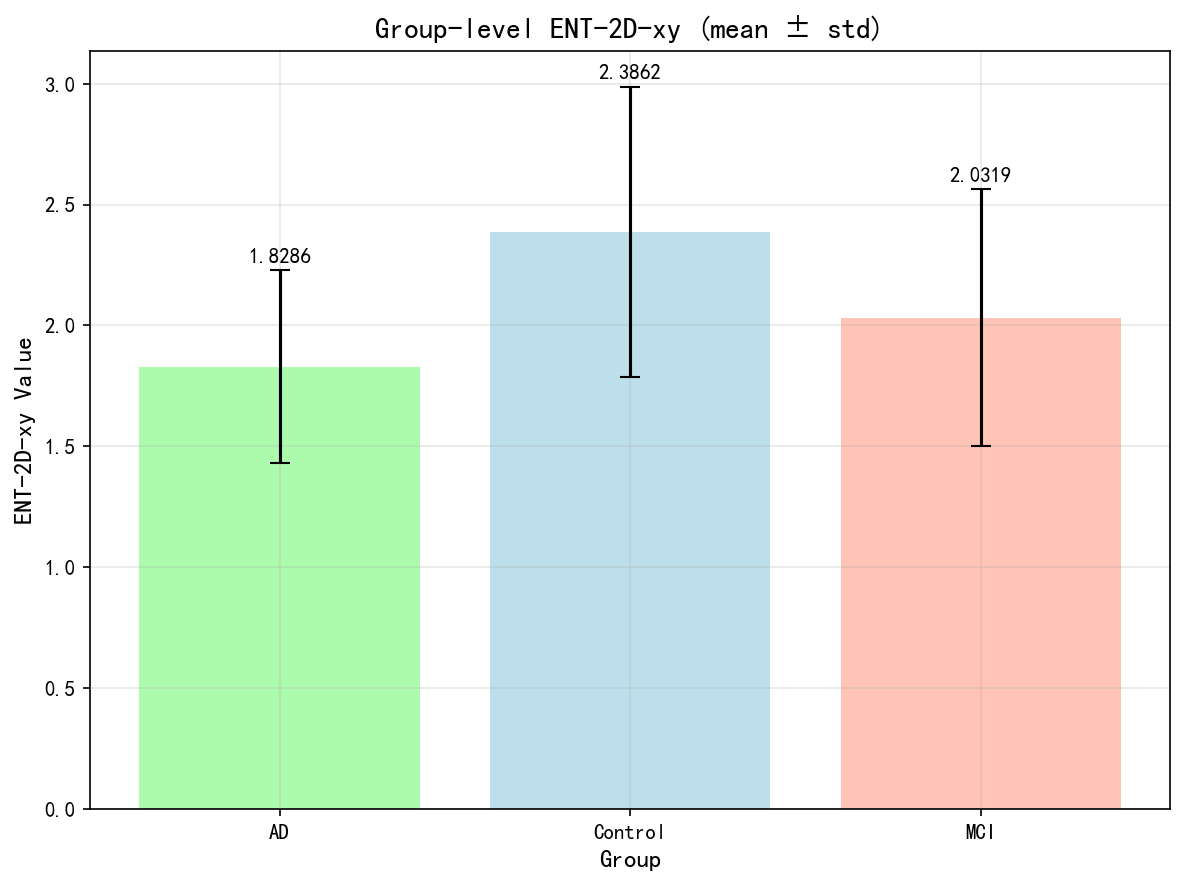 Group-level ENT-2D-xy (mean ± std)
ENT-2D-xy Value
3.0
2.5
2.0
1.5
1.0
0.5
0.0
1.8286
2.3862
2.0319
AD
Control
MCI
Group